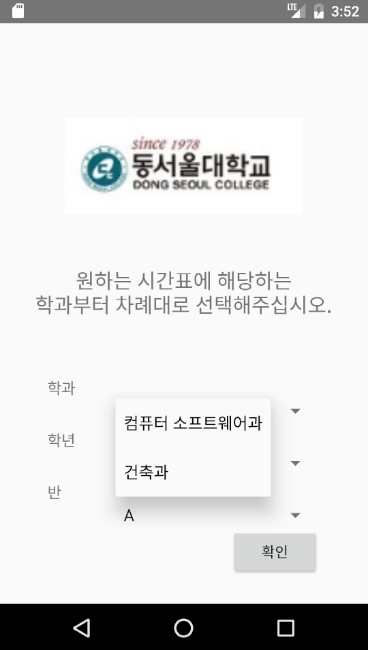 LTE 3:52
since 1978
동서울대학교
DONG SEOUL COLLEGE
원하는 시간표에 해당하는
학과부터 차례대로 선택해주십시오.
학과
컴퓨터 소프트웨어과
학년
건축과
반
A
확인